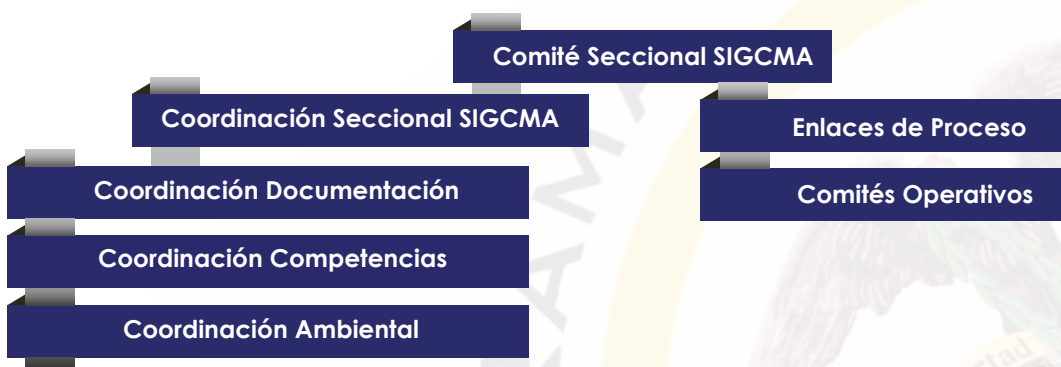 Comité Seccional SIGCMA
Coordinación Seccional SIGCMA
Enlaces de Proceso
Coordinación Documentación
Comités Operativos
Coordinación Competencias
Coordinación Ambiental